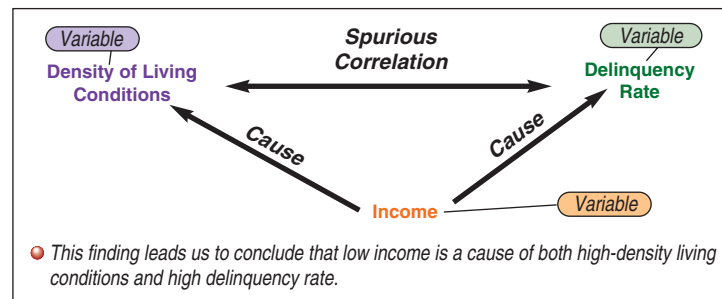 Variable
Density of Living
Conditions
Spurious
Correlation
Variable
Delinquency
Rate
Cause
Cause
Income
Variable
This finding leads us to conclude that low income is a cause of both high-density living
conditions and high delinquency rate.